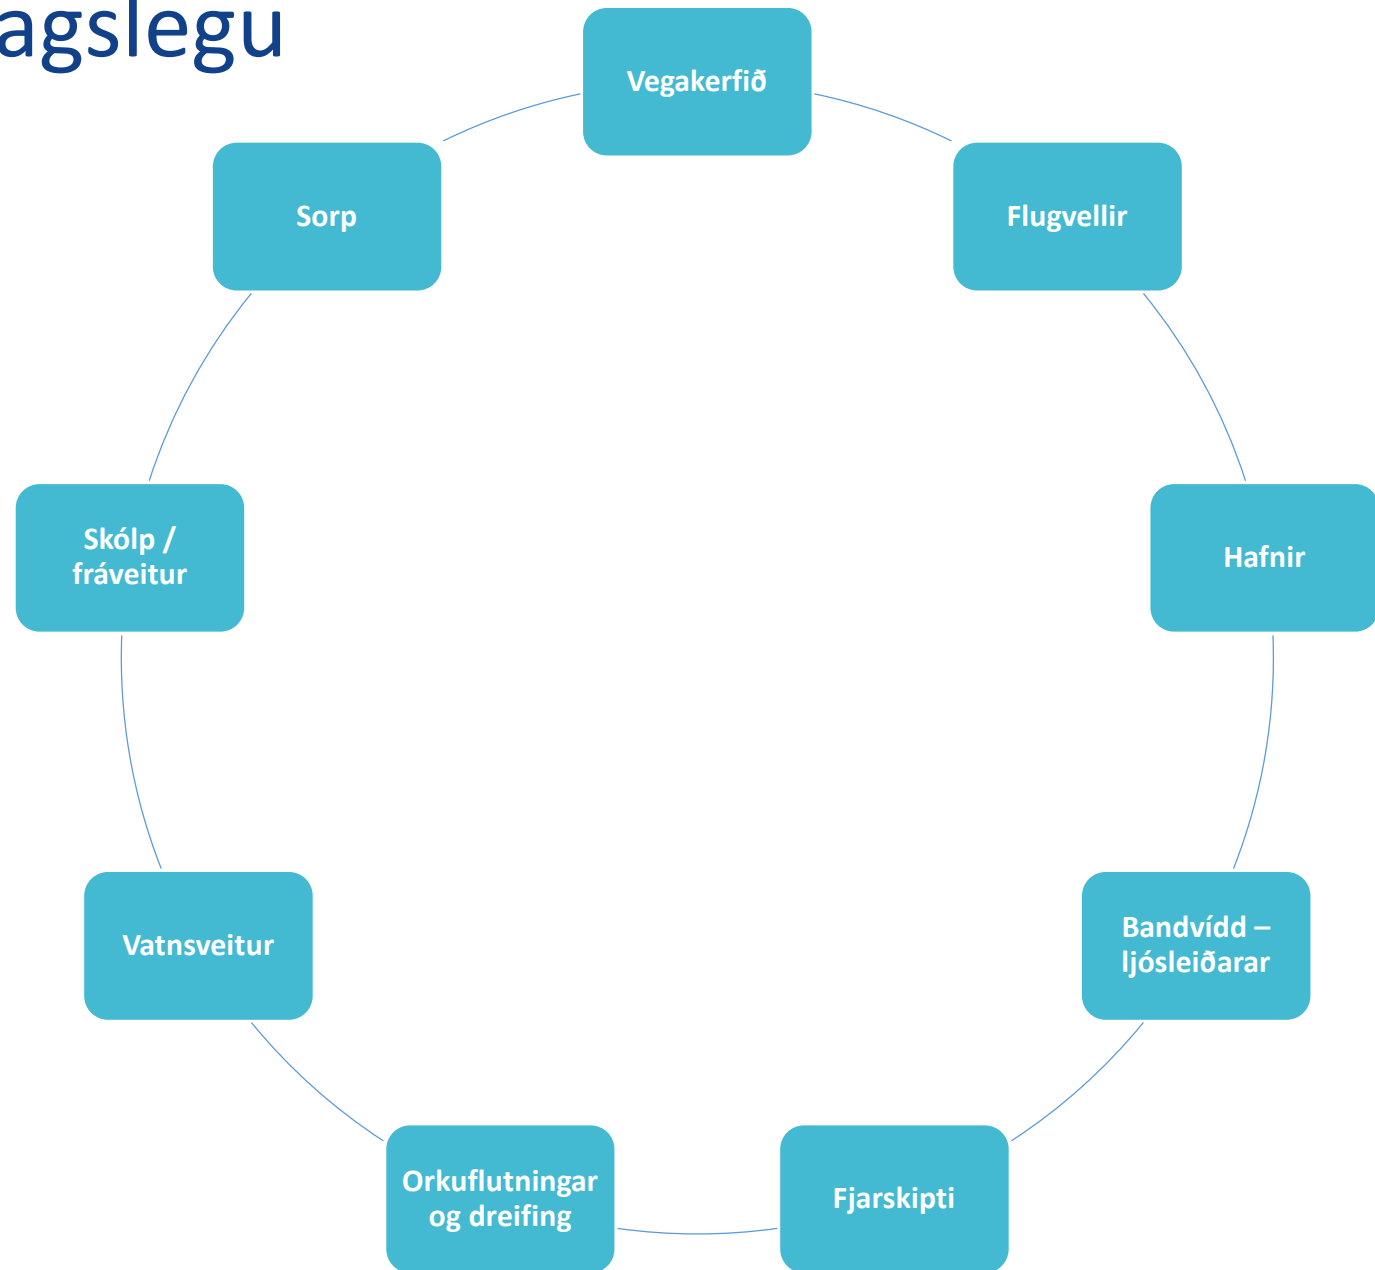 agslegu
Vegakerfið
Flugvellir
Hafnir
Bandvídd –
ljósleiðarar
Fjarskipti
Orkuflutningar
og dreifing
Vatnsveitur
Skólp /
fráveitur
Sorp